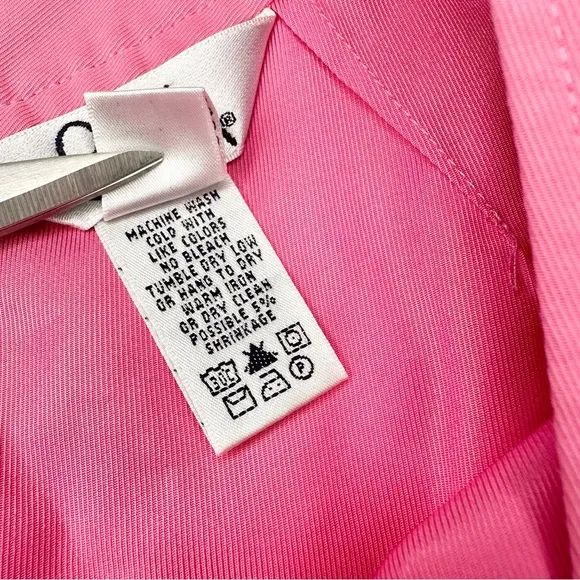 MACHINE WASH
COLD WITH
LIKE COLORS
NO BLEACH
TUMBLE DRY LOW
OR HANG TO DRY
WARM IRON
OR DRY CLEAN
POSSIBLE 5%
SHRINKAGE
30C
P